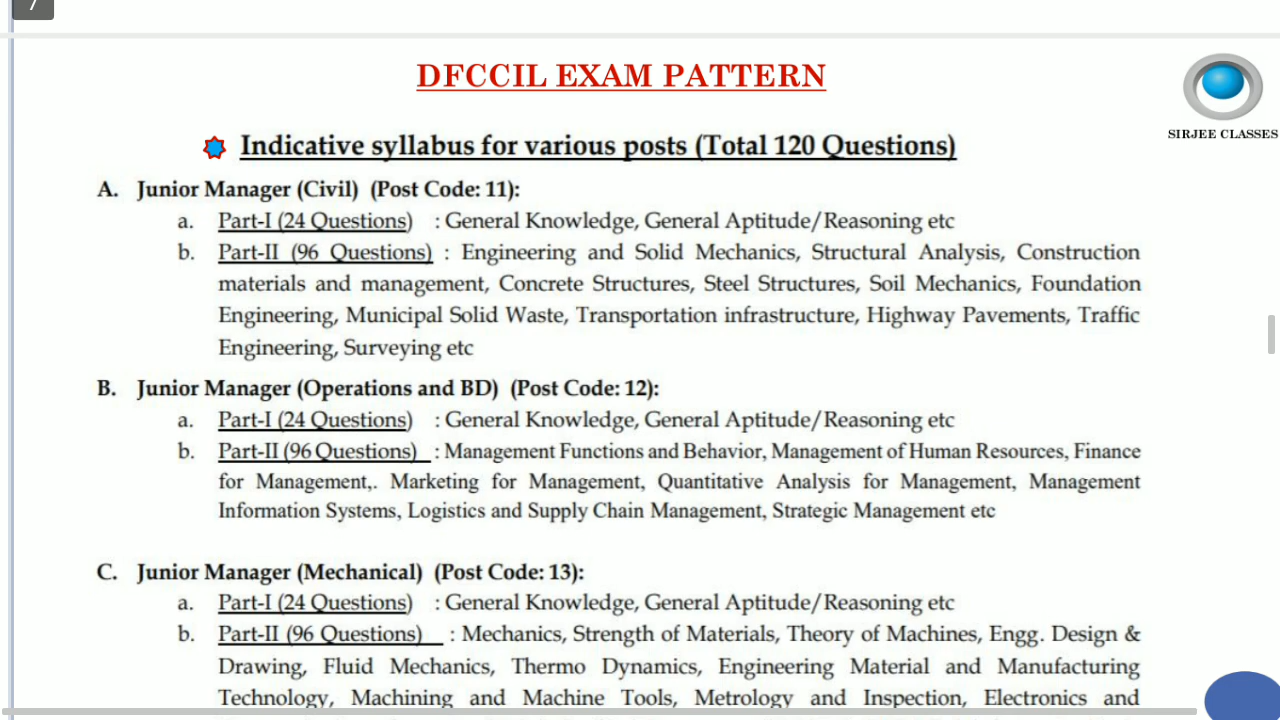 7
DFCCIL EXAM PATTERN
SIRJEE CLASSES
Indicative syllabus for various posts (Total 120 Questions)
A. Junior Manager (Civil) (Post Code: 11):
a. Part-I (24 Questions) : General Knowledge, General Aptitude/Reasoning etc
b. Part-II (96 Questions) : Engineering and Solid Mechanics, Structural Analysis, Construction
materials and management, Concrete Structures, Steel Structures, Soil Mechanics, Foundation
Engineering, Municipal Solid Waste, Transportation infrastructure, Highway Pavements, Traffic
Engineering, Surveying etc
B. Junior Manager (Operations and BD) (Post Code: 12):
a. Part-I (24 Questions) : General Knowledge, General Aptitude/Reasoning etc
b. Part-II (96 Questions) : Management Functions and Behavior, Management of Human Resources, Finance
for Management,. Marketing for Management, Quantitative Analysis for Management, Management
Information Systems, Logistics and Supply Chain Management, Strategic Management etc
C. Junior Manager (Mechanical) (Post Code: 13):
a. Part-I (24 Questions) : General Knowledge, General Aptitude/Reasoning etc
b. Part-II (96 Questions) : Mechanics, Strength of Materials, Theory of Machines, Engg. Design &
Drawing, Fluid Mechanics, Thermo Dynamics, Engineering Material and Manufacturing
Technology, Machining and Machine Tools, Metrology and Inspection, Electronics and